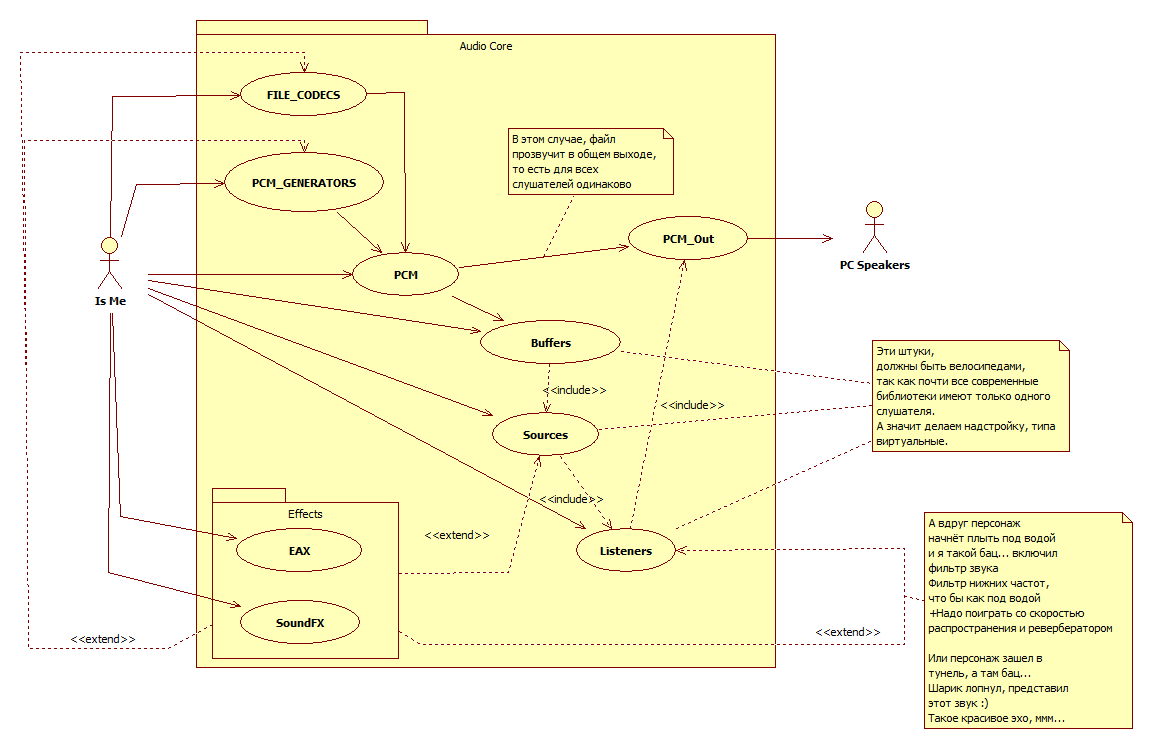 Audio Core
FILE_CODECS
В этом случае, файл
прозвучит в общем выходе,
то есть для всех
слушателей одинаково
PCM_GENERATORS
PCM_Out
PC Speakers
PCM
Is Me
Buffers
Эти штуки,
должны быть велосипедами,
так как почти все современные
библиотеки имеют только одного
слушателя.
А значит делаем надстройку, типа
виртуальные.
<<include>>
<<include>>
Sources
<<include>>
Effects
<<extend>>
EAX
Listeners
А вдруг персонаж
начнёт плыть под водой
и я такой бац... включил
фильтр звука
Фильтр нижних частот,
что бы как под водой
+Надо поиграть со скоростью
распространения и ревербератором
Или персонаж зашел в
тунель, а там бац...
Шарик лопнул, представил
этот звук :)
Такое красивое эхо, ммм...
SoundFX
<<extend>>
<<extend>>